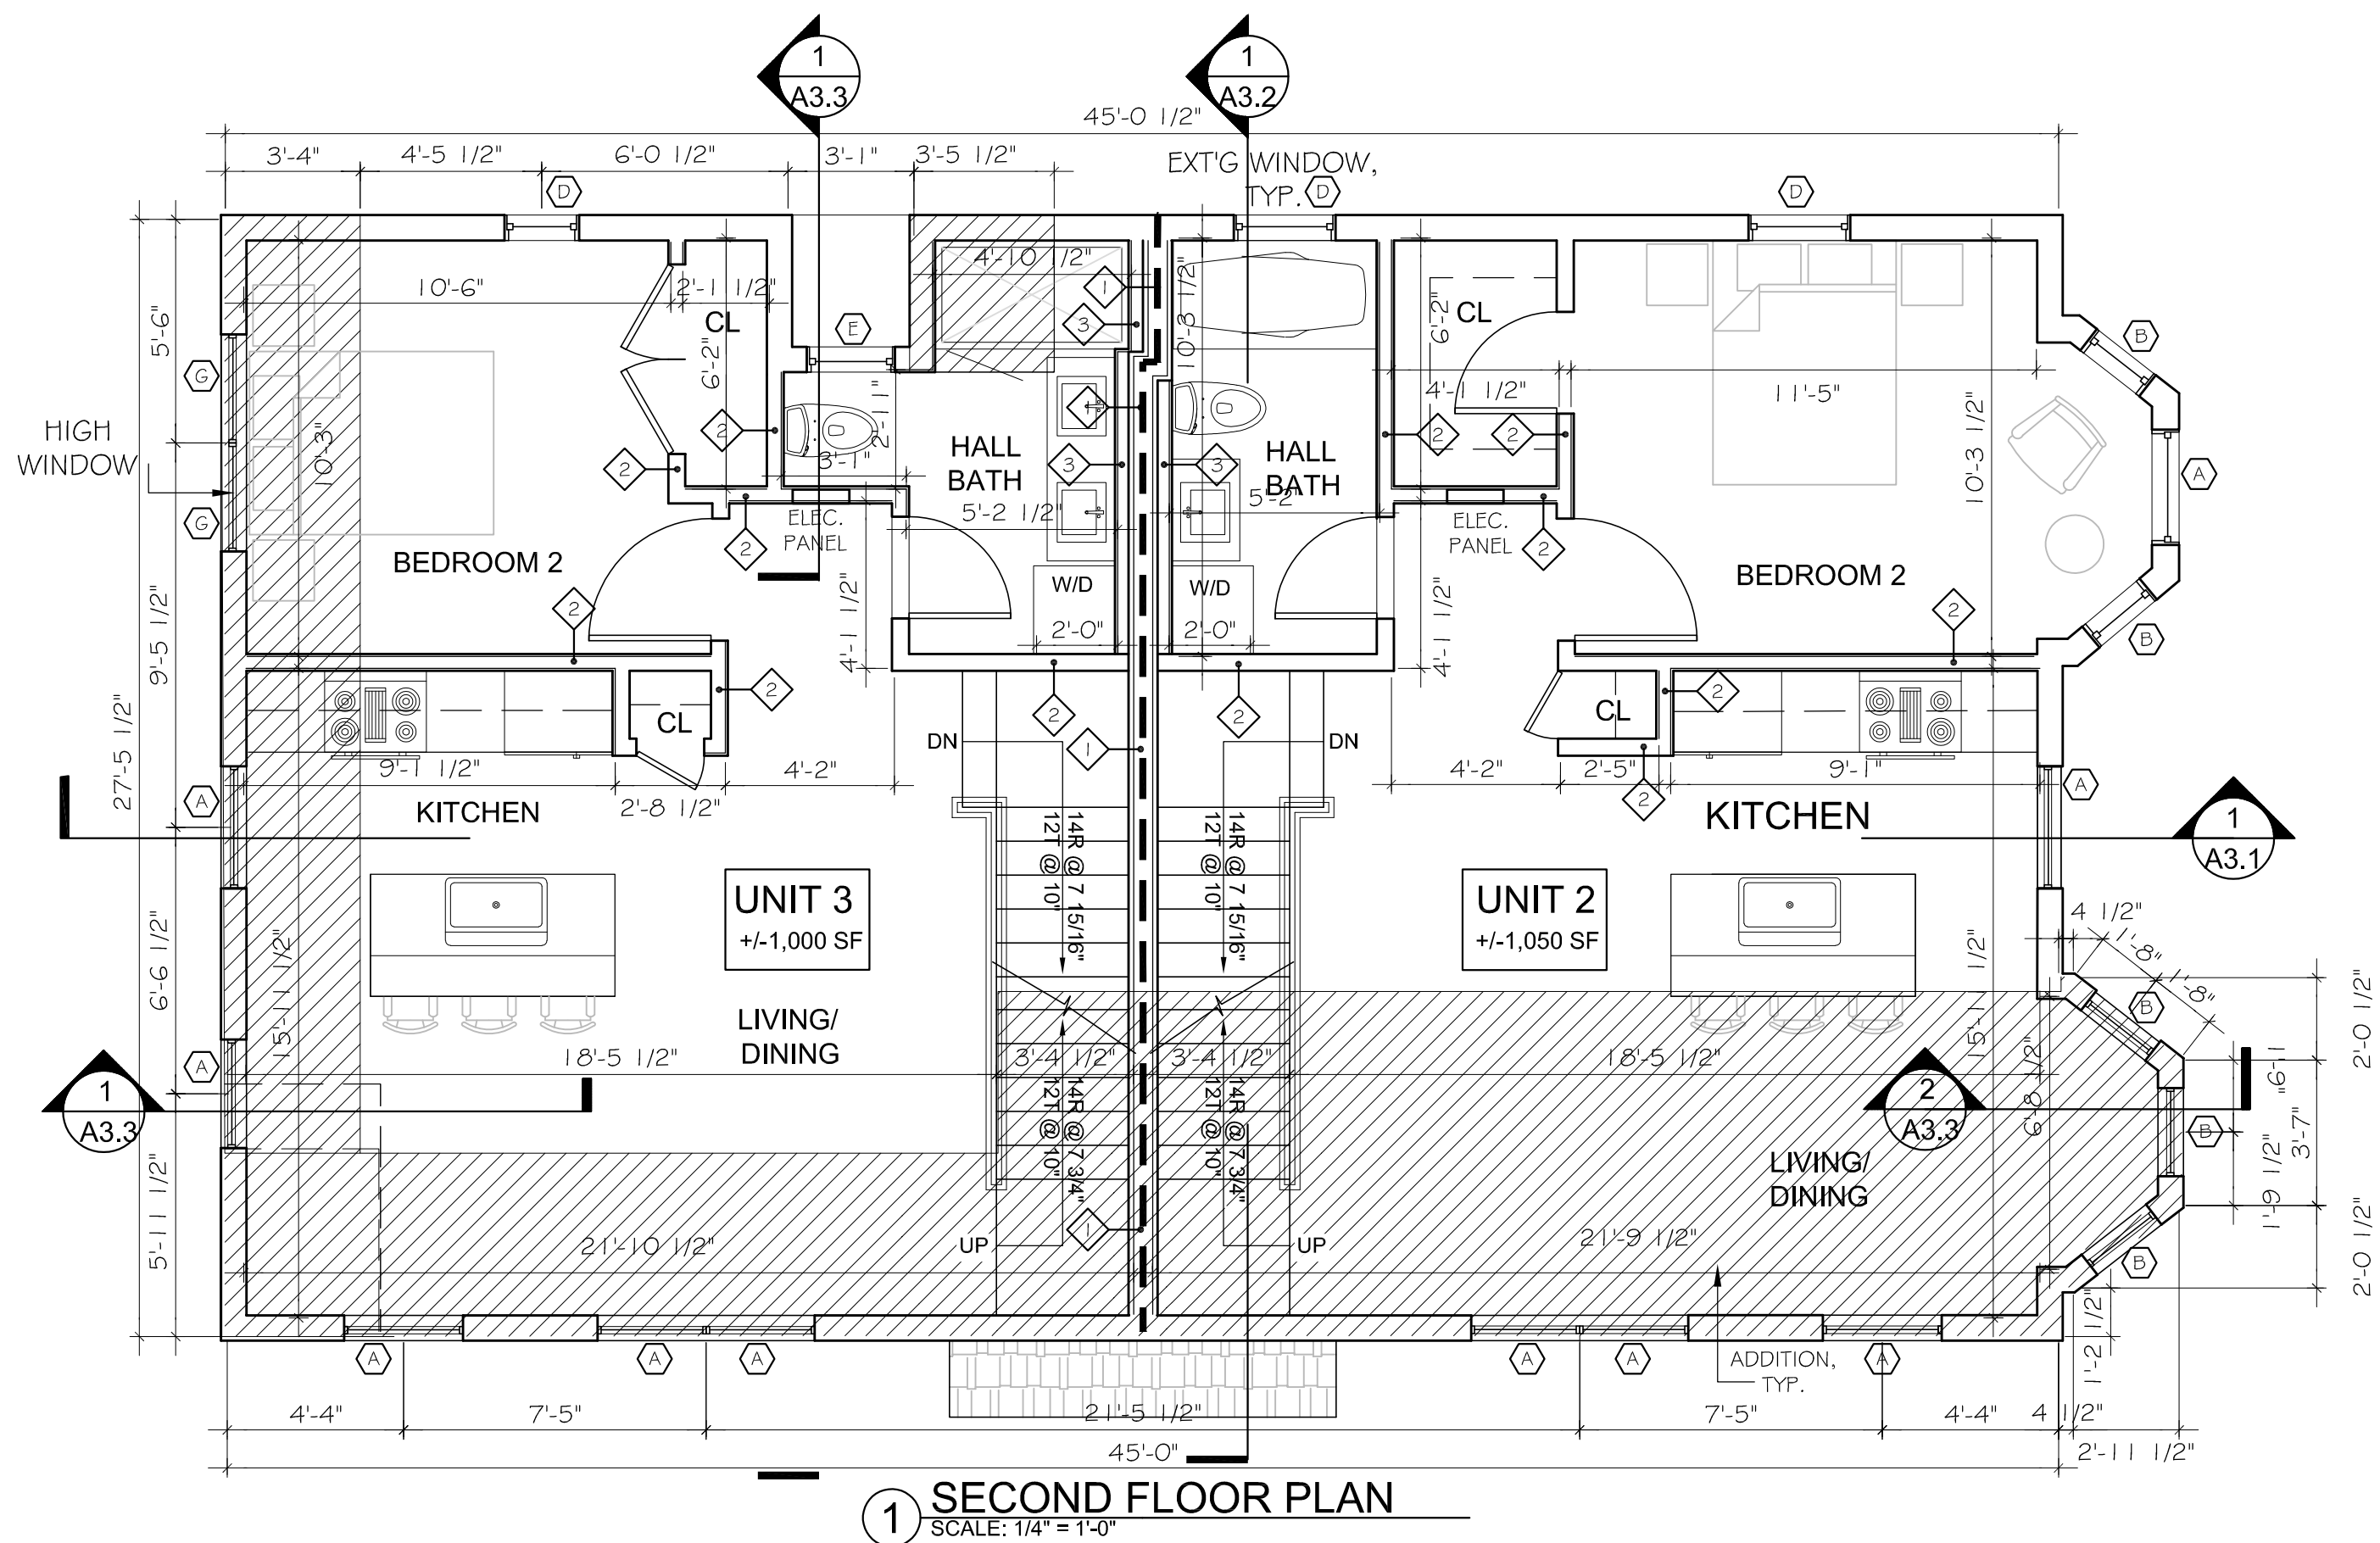 1
A3.3
1
A3.2
45'-0 1/2"
3'-4"
4'-5 1/2"
6'-0 1/2"
3'-1"
3'-5 1/2"
EXT'G WINDOW,
TYP.
D
D
D
4'-10 1/2"
10'-6"
2'-1 1/2"
CL
6'-2"
E
1
3
10'-3 1/2"
6'-2"
CL
B
5'-6"
G
HIGH
WINDOW
G
10'-3"
2
2
2'-11"
3'-1"
HALL
BATH
1
3
3
HALL
BATH
4'-1 1/2"
2
2
11'-5"
10'-3 1/2"
A
5'-2 1/2"
5'-2"
ELEC.
PANEL
2
ELEC.
PANEL
2
BEDROOM 2
BEDROOM 2
W/D
W/D
2'-0"
2'-0"
4'-1 1/2"
4'-1 1/2"
2
2
B
9'-5 1/2"
27'-5 1/2"
2
CL
2
2
DN
DN
1
CL
2
9'-1 1/2"
2'-8 1/2"
4'-2"
4'-2"
2'-5"
2
9'-1"
A
A
KITCHEN
KITCHEN
14R @ 7 15/16"
12T @ 10"
14R @ 7 15/16"
12T @ 10"
1
A3.1
UNIT 3
+/-1,000 SF
UNIT 2
+/-1,050 SF
6'-6 1/2"
15'-11 1/2"
15'-11 1/2"
4 1/2"
1'-8"
1'-8"
B
2'-0 1/2"
LIVING/
DINING
18'-5 1/2"
3'-4 1/2"
3'-4 1/2"
18'-5 1/2"
A
1
A3.3
14R @ 7 3/4"
12T @ 10"
14R @ 7 3/4"
12T @ 10"
2
A3.3
6'-8 1/2"
B
1'-9 1/2"
3'-7"
LIVING/
DINING
5'-11 1/2"
21'-10 1/2"
UP
1
UP
21'-9 1/2"
B
2'-0 1/2"
1'-2 1/2"
A
A
A
A
A
A
ADDITION,
TYP.
4'-4"
7'-5"
21'-5 1/2"
7'-5"
4'-4"
4 1/2"
45'-0"
2'-11 1/2"
1
SECOND FLOOR PLAN
SCALE: 1/4" = 1'-0"